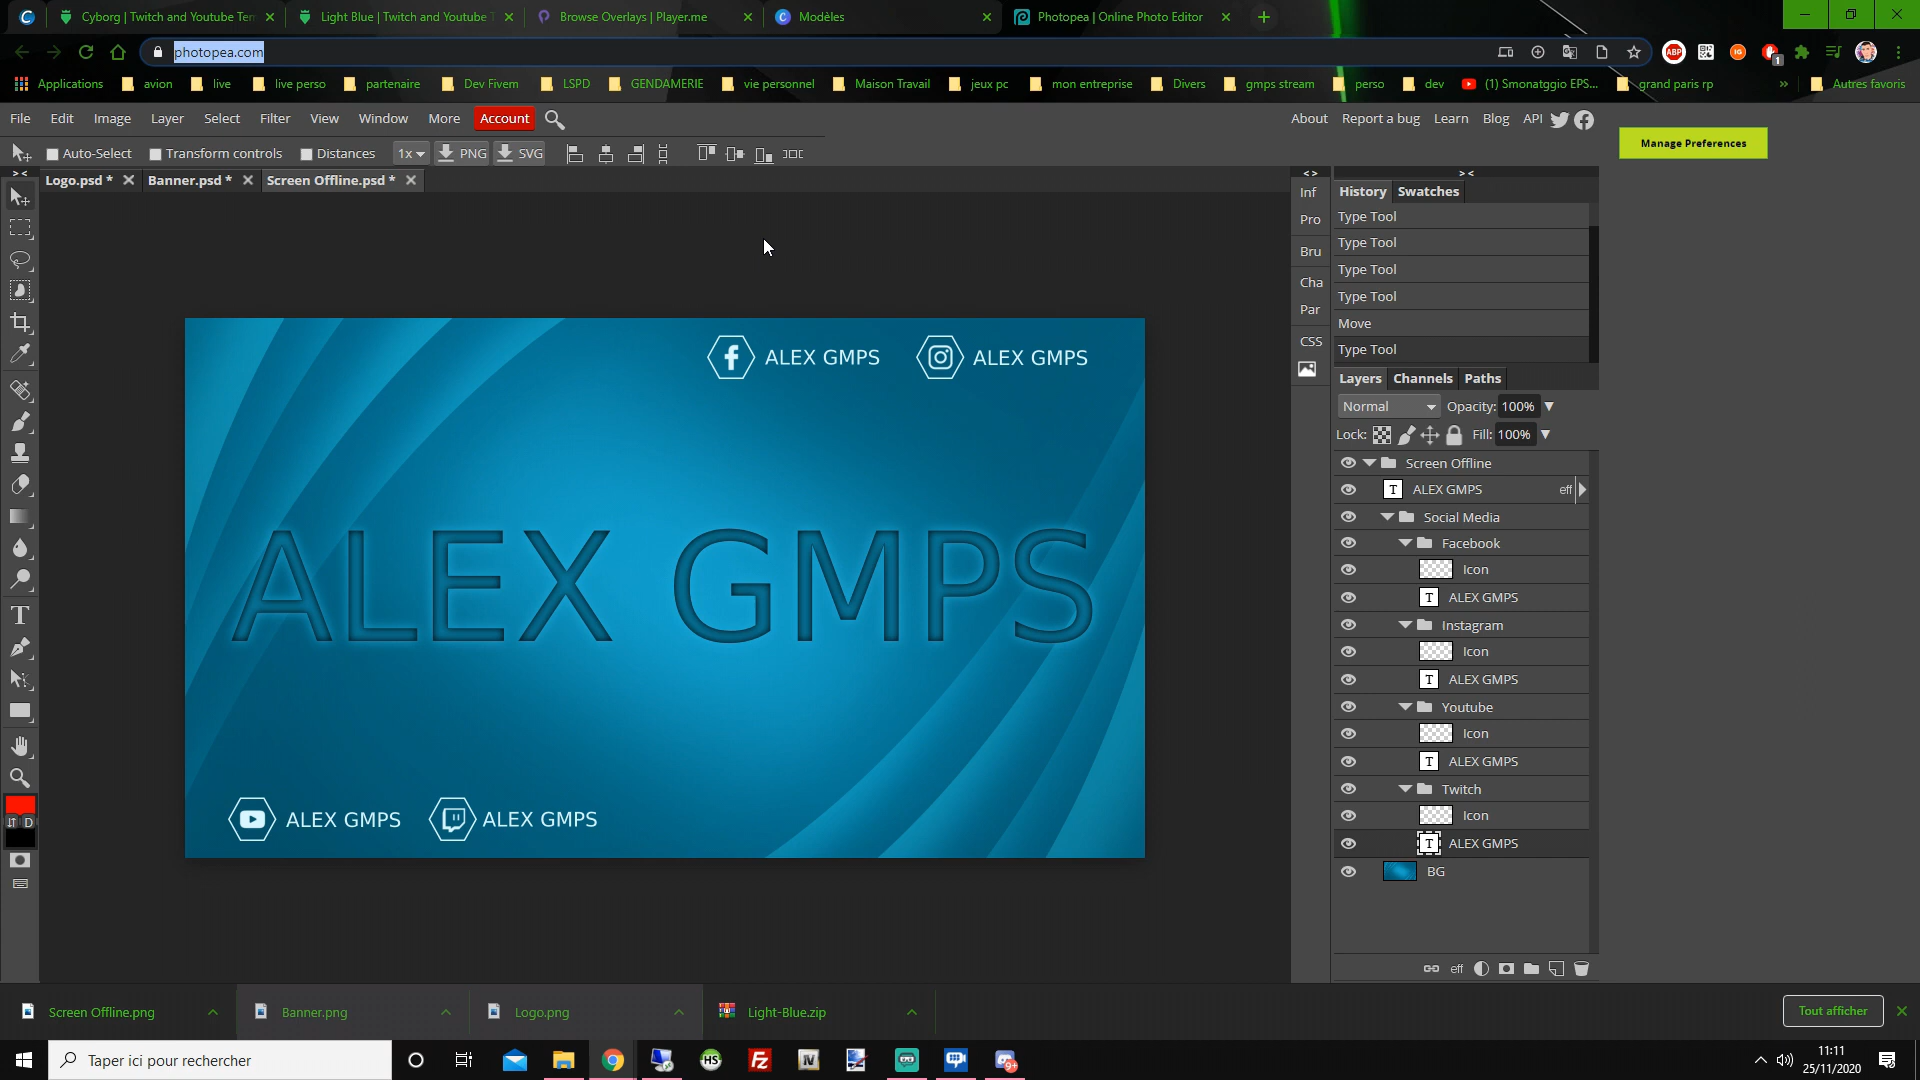 Cyborg | Twitch and Youtube Tem
Light Blue | Twitch and Youtube T
Browse Overlays | Player.me
Modèles
Photopea | Online Photo Editor
photopea.com
ABP
1
Applications
avion
live
live perso
partenaire
Dev Fivem
LSPD
GENDAMERIE
vie personnel
Maison Travail
jeux pc
mon entreprise
Divers
gmps stream
perso
dev
(1) Smonatggio EPS...
grand paris rp
»
Autres favoris
File Edit Image Layer Select Filter View Window More Account
About Report a bug Learn Blog API
Manage Preferences
Auto-Select Transform controls Distances 1x PNG SVG
Logo.psd * Banner.psd * Screen Offline.psd *
Inf
Pro
Bru
Cha
Par
CSS
History Swatches
Type Tool
Type Tool
Type Tool
Type Tool
Move
Type Tool
Layers Channels Paths
Normal Opacity: 100%
Lock: Fill: 100%
Screen Offline
T ALEX GMPS eff
Social Media
Facebook
Icon
T ALEX GMPS
Instagram
Icon
T ALEX GMPS
Youtube
Icon
T ALEX GMPS
Twitch
Icon
T ALEX GMPS
BG
eff
ALEX GMPS ALEX GMPS
ALEX GMPS
ALEX GMPS ALEX GMPS
D
Screen Offline.png
Banner.png
Logo.png
Light-Blue.zip
Tout afficher
Taper ici pour rechercher
HS
9+
11:11
25/11/2020